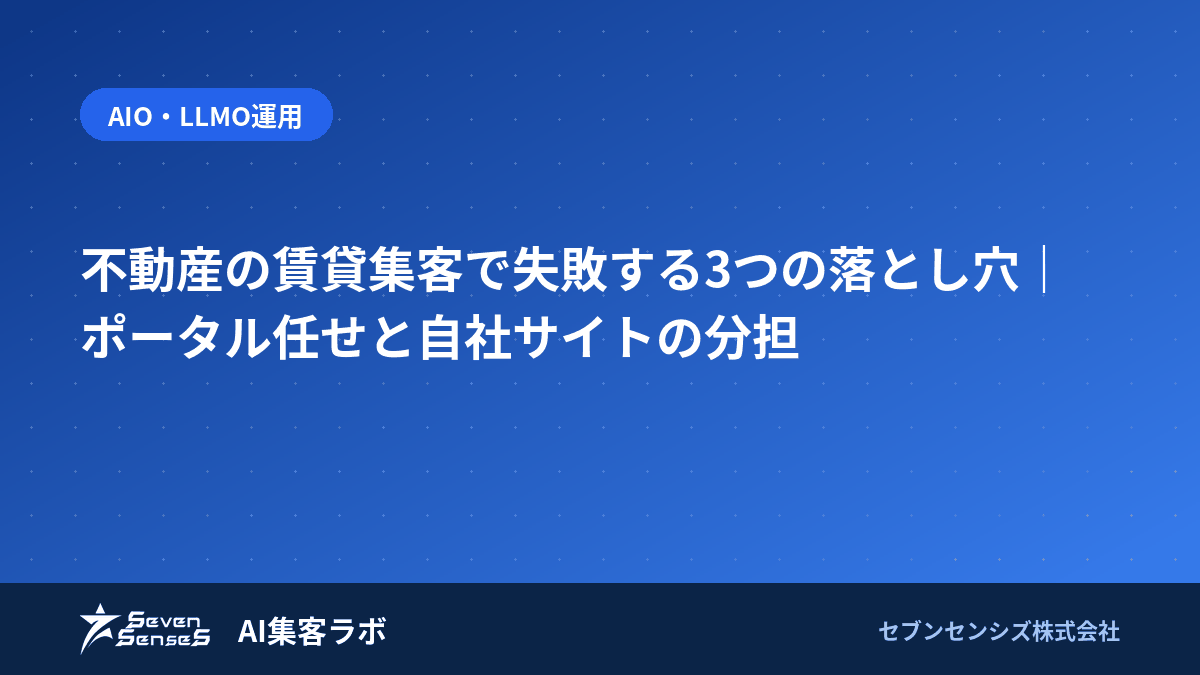 AIO・LLMO運用
不動産の賃貸集客で失敗する3つの落とし穴｜
ポータル任せと自社サイトの分担
Seven
SenseS
AI集客ラボ
セブンセンシズ株式会社